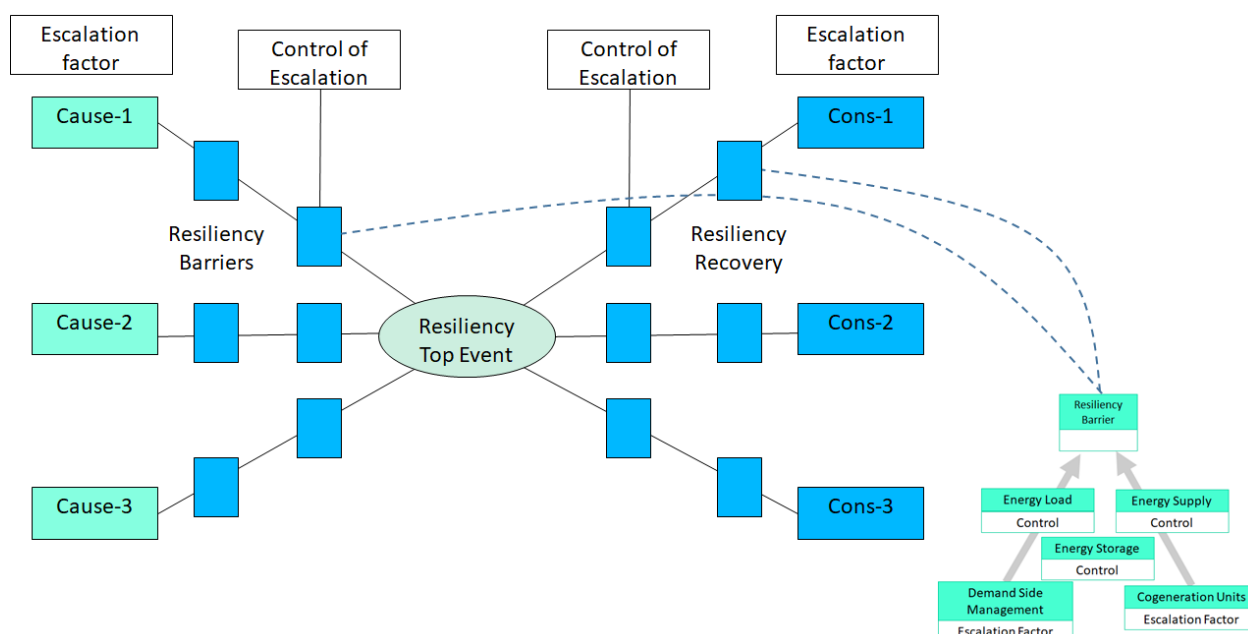 Escalation
factor
Control of
Escalation
Control of
Escalation
Escalation
factor
Cause-1
Cons-1
Resiliency
Barriers
Resiliency
Recovery
Cause-2
Resiliency
Top Event
Cons-2
Cause-3
Cons-3
Resiliency
Barrier
Energy Load
Control
Energy Supply
Control
Energy Storage
Control
Demand Side
Management
Escalation Factor
Cogeneration Units
Escalation Factor